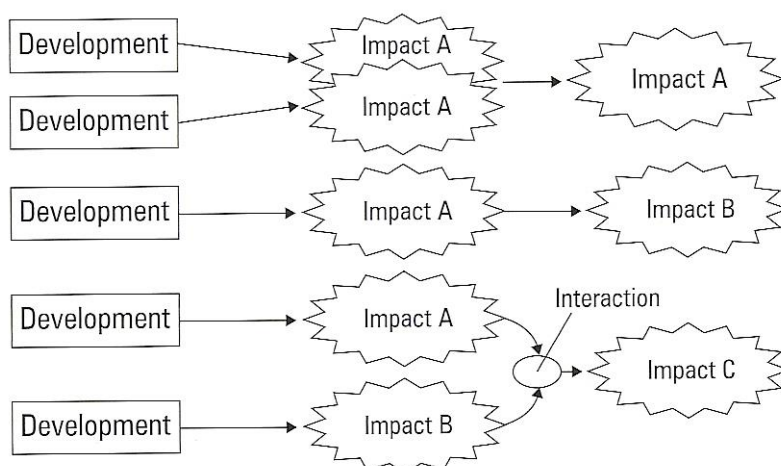 Development
Impact A
Impact A
Development
Impact A
Development
Impact A
Impact B
Development
Impact A
Interaction
Impact C
Development
Impact B